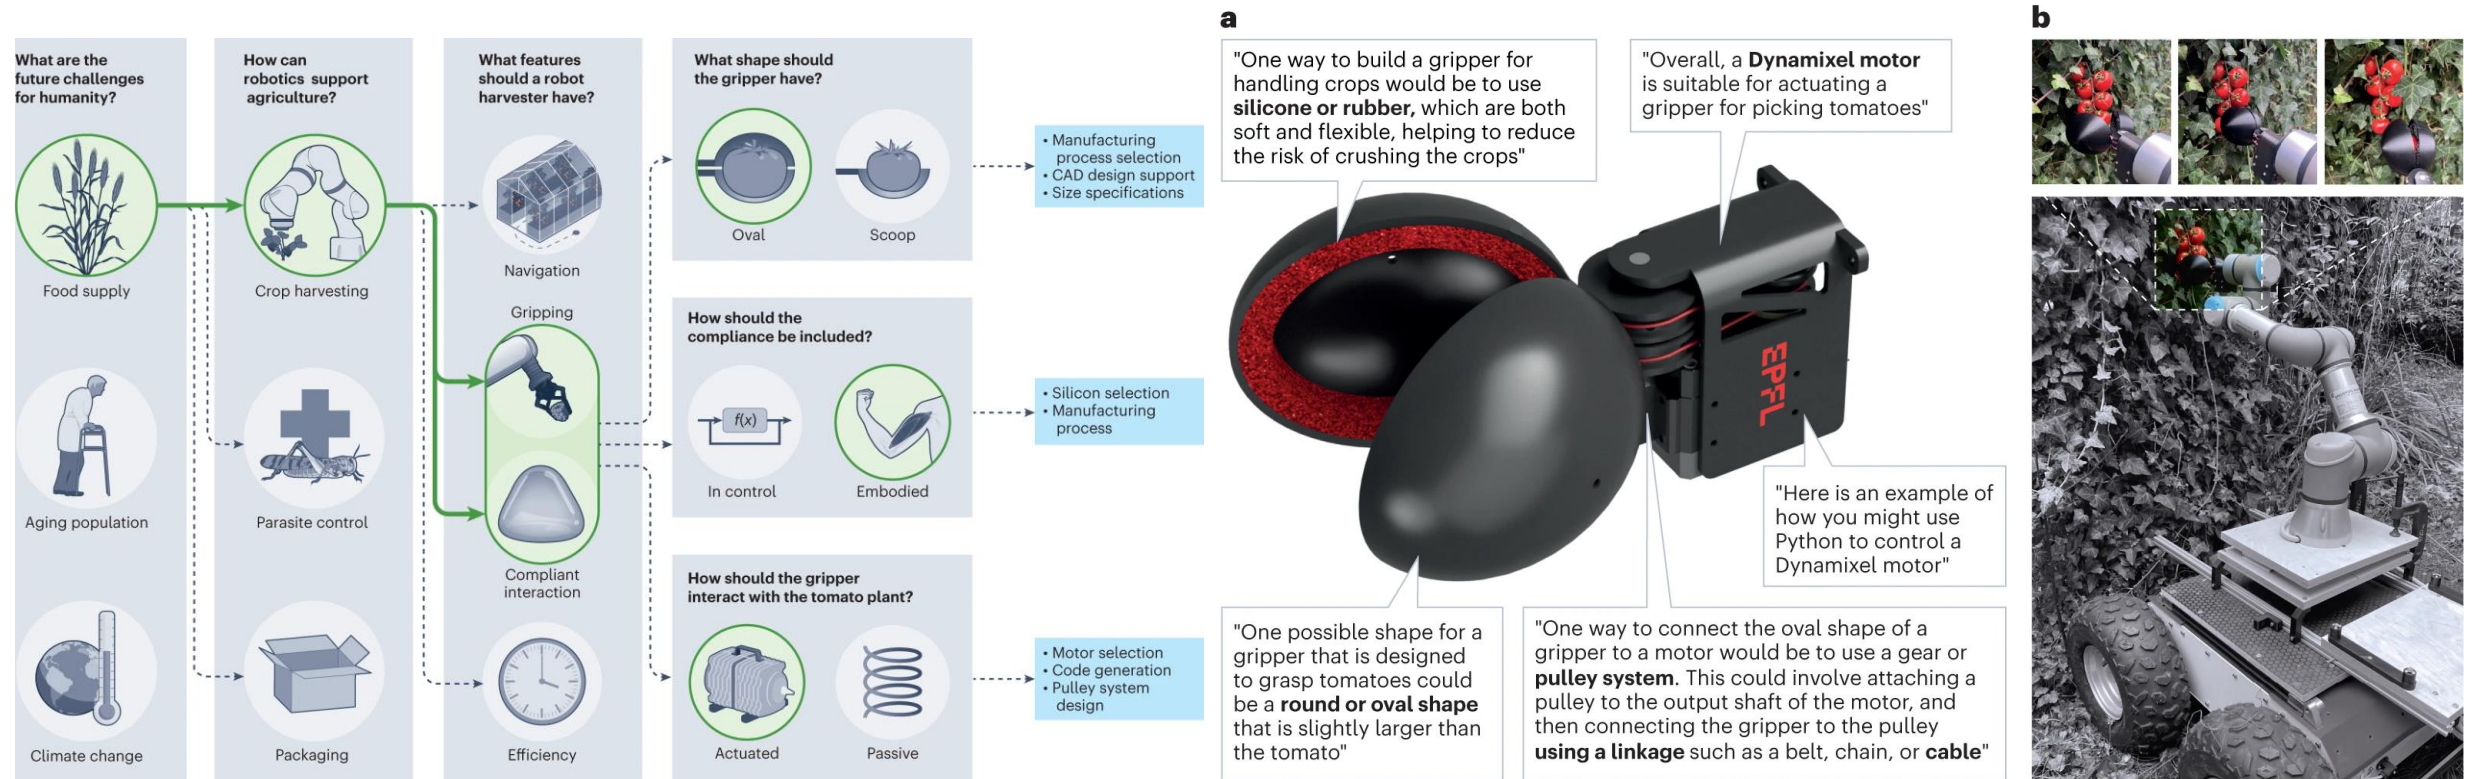 What are the
future challenges
for humanity?
Food supply
Aging population
Climate change
How can
robotics support
agriculture?
Crop harvesting
Parasite control
Packaging
What features
should a robot
harvester have?
Navigation
Gripping
Compliant
interaction
Efficiency
What shape should
the gripper have?
Oval
Scoop
• Manufacturing
process selection
• CAD design support
• Size specifications
How should the
compliance be included?
f(x)
In control
Embodied
• Silicon selection
• Manufacturing
process
How should the gripper
interact with the tomato plant?
Actuated
Passive
• Motor selection
• Code generation
• Pulley system
design
a
"One way to build a gripper for
handling crops would be to use
silicone or rubber, which are both
soft and flexible, helping to reduce
the risk of crushing the crops"
"Overall, a Dynamixel motor
is suitable for actuating a
gripper for picking tomatoes"
EPFL
"Here is an example of
how you might use
Python to control a
Dynamixel motor"
"One possible shape for a
gripper that is designed
to grasp tomatoes could
be a round or oval shape
that is slightly larger than
the tomato"
"One way to connect the oval shape of a
gripper to a motor would be to use a gear or
pulley system. This could involve attaching a
pulley to the output shaft of the motor, and
then connecting the gripper to the pulley
using a linkage such as a belt, chain, or cable"
b